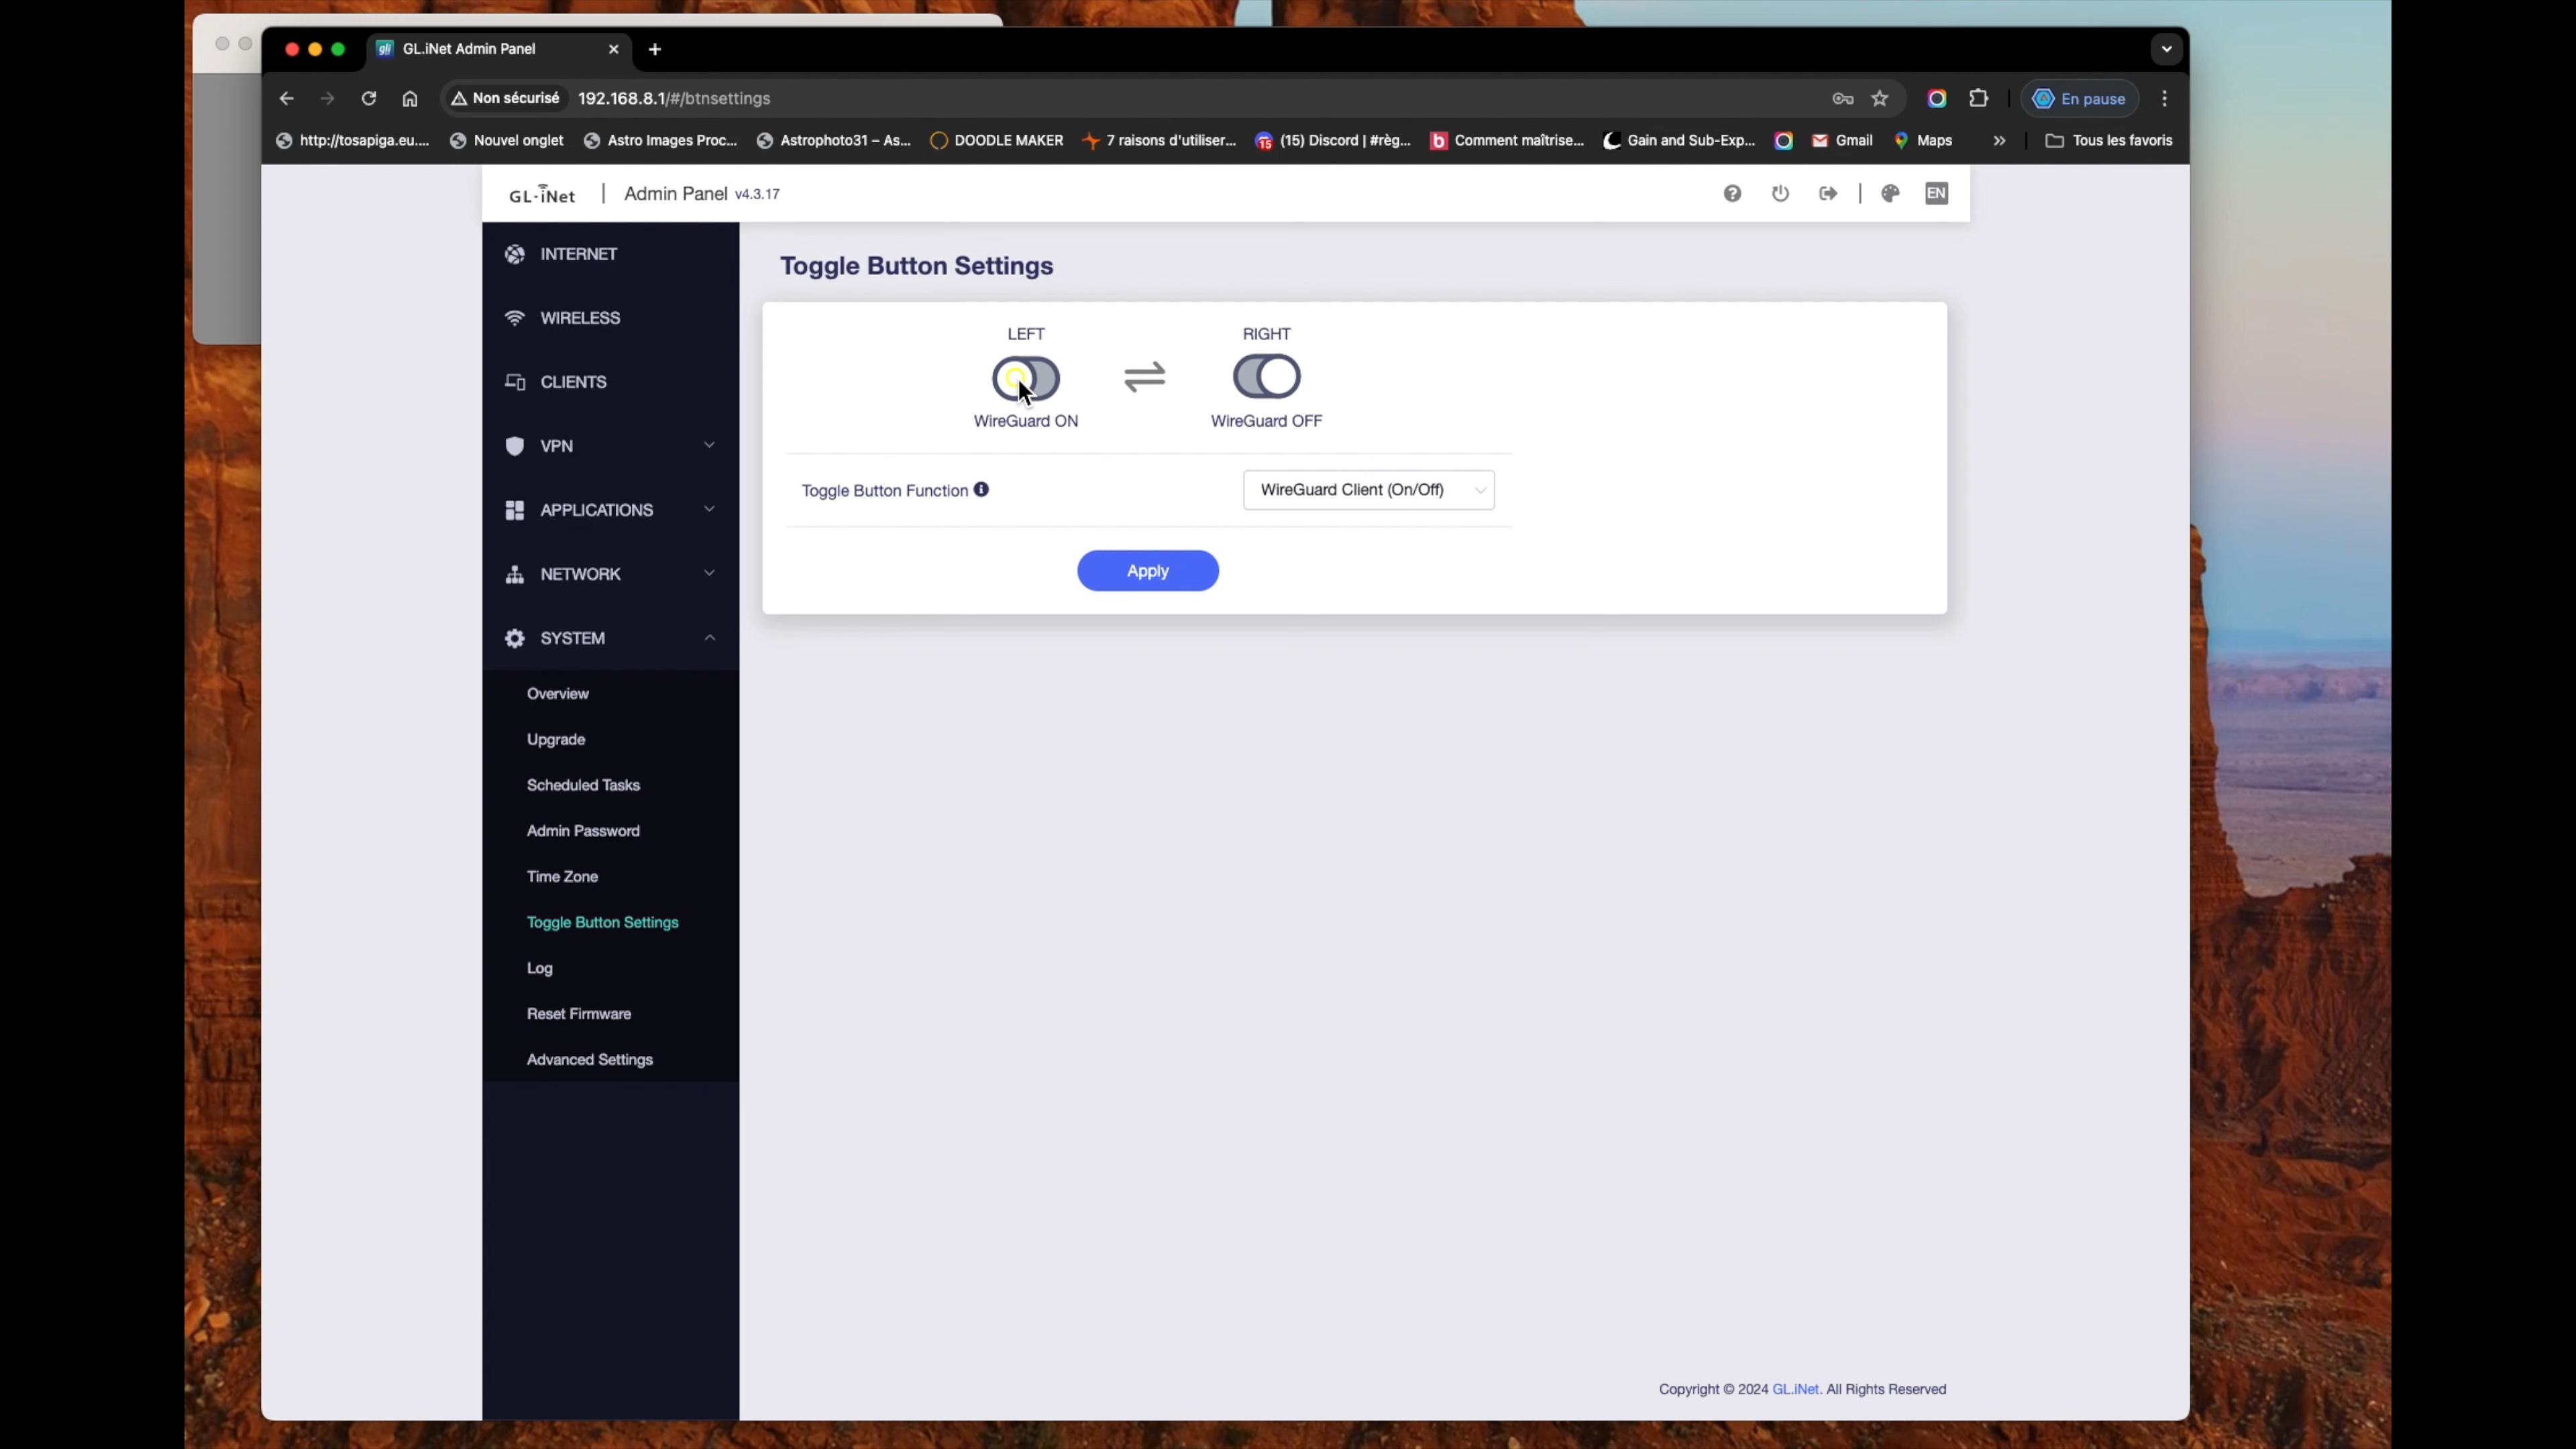 GL.iNet Admin Panel
Non sécurisé 192.168.8.1/#/btnsettings
En pause
http://tosapiga.eu....
Nouvel onglet
Astro Images Proc...
Astrophoto31 – As...
DOODLE MAKER
7 raisons d'utiliser...
(15) Discord | #règ...
Comment maîtrise...
Gain and Sub-Exp...
Gmail
Maps
Tous les favoris
GL·iNet | Admin Panel v4.3.17
EN
INTERNET
WIRELESS
CLIENTS
VPN
APPLICATIONS
NETWORK
SYSTEM
Overview
Upgrade
Scheduled Tasks
Admin Password
Time Zone
Toggle Button Settings
Log
Reset Firmware
Advanced Settings
Toggle Button Settings
LEFT RIGHT
WireGuard ON WireGuard OFF
Toggle Button Function WireGuard Client (On/Off)
Apply
Copyright © 2024 GL.iNet. All Rights Reserved